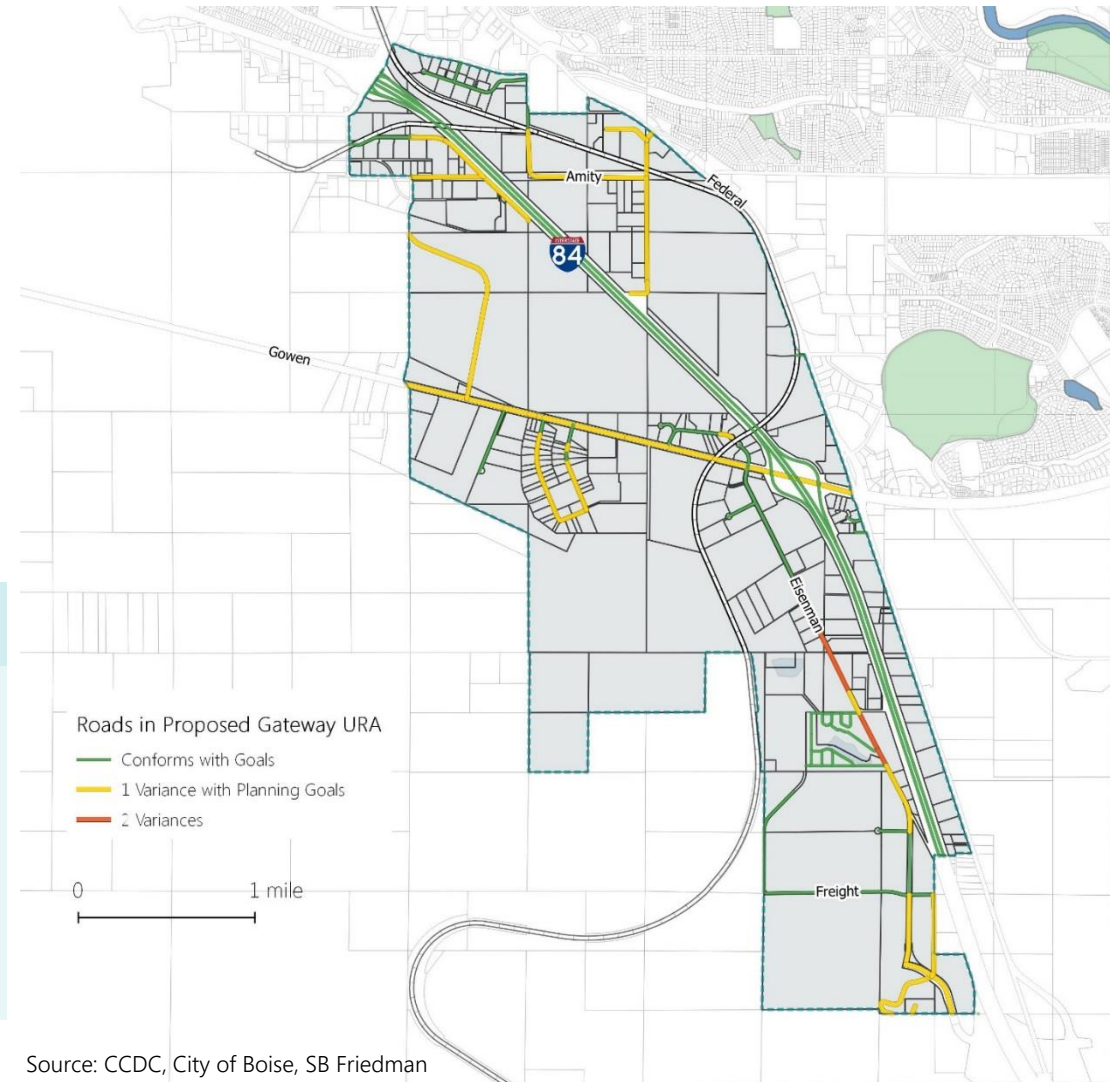 Federal
Amity
84
Gowen
Eisenman
Roads in Proposed Gateway URA
Conforms with Goals
1 Variance with Planning Goals
2 Variances
0 1 mile
Freight
Source: CCDC, City of Boise, SB Friedman